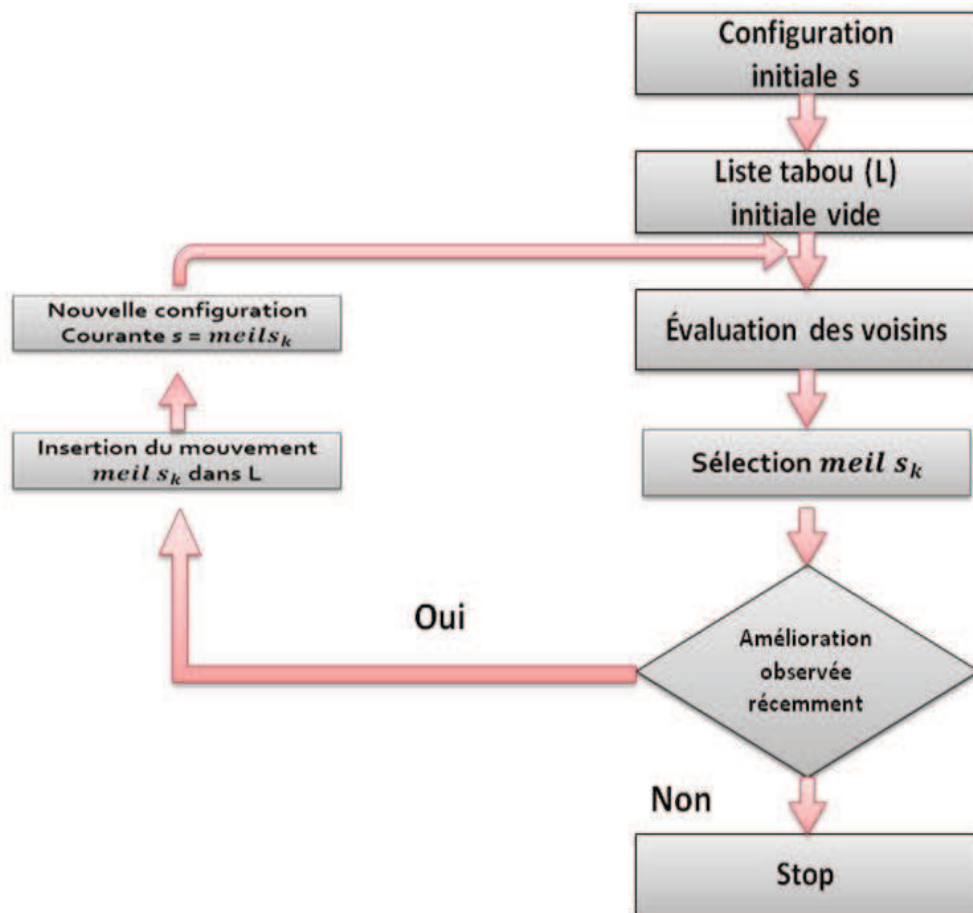 Configuration
initiale s
Liste tabou (L)
initiale vide
Évaluation des voisins
Sélection meil s_k
Amélioration
observée
récemment
Oui
Insertion du mouvement
meil s_k dans L
Nouvelle configuration
Courante s = meils_k
Non
Stop